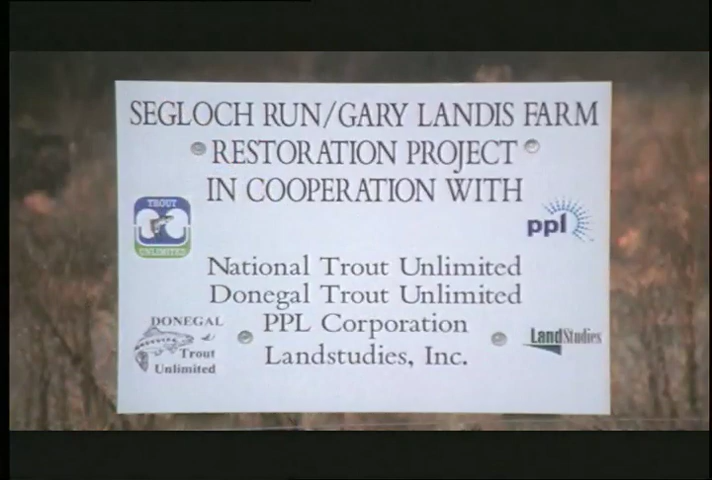 SEGLOCH RUN/GARY LANDIS FARM
RESTORATION PROJECT
IN COOPERATION WITH
TROUT
UNLIMITED
ppl
National Trout Unlimited
Donegal Trout Unlimited
PPL Corporation
Landstudies, Inc.
DONEGAL
Trout
Unlimited
LandStudies